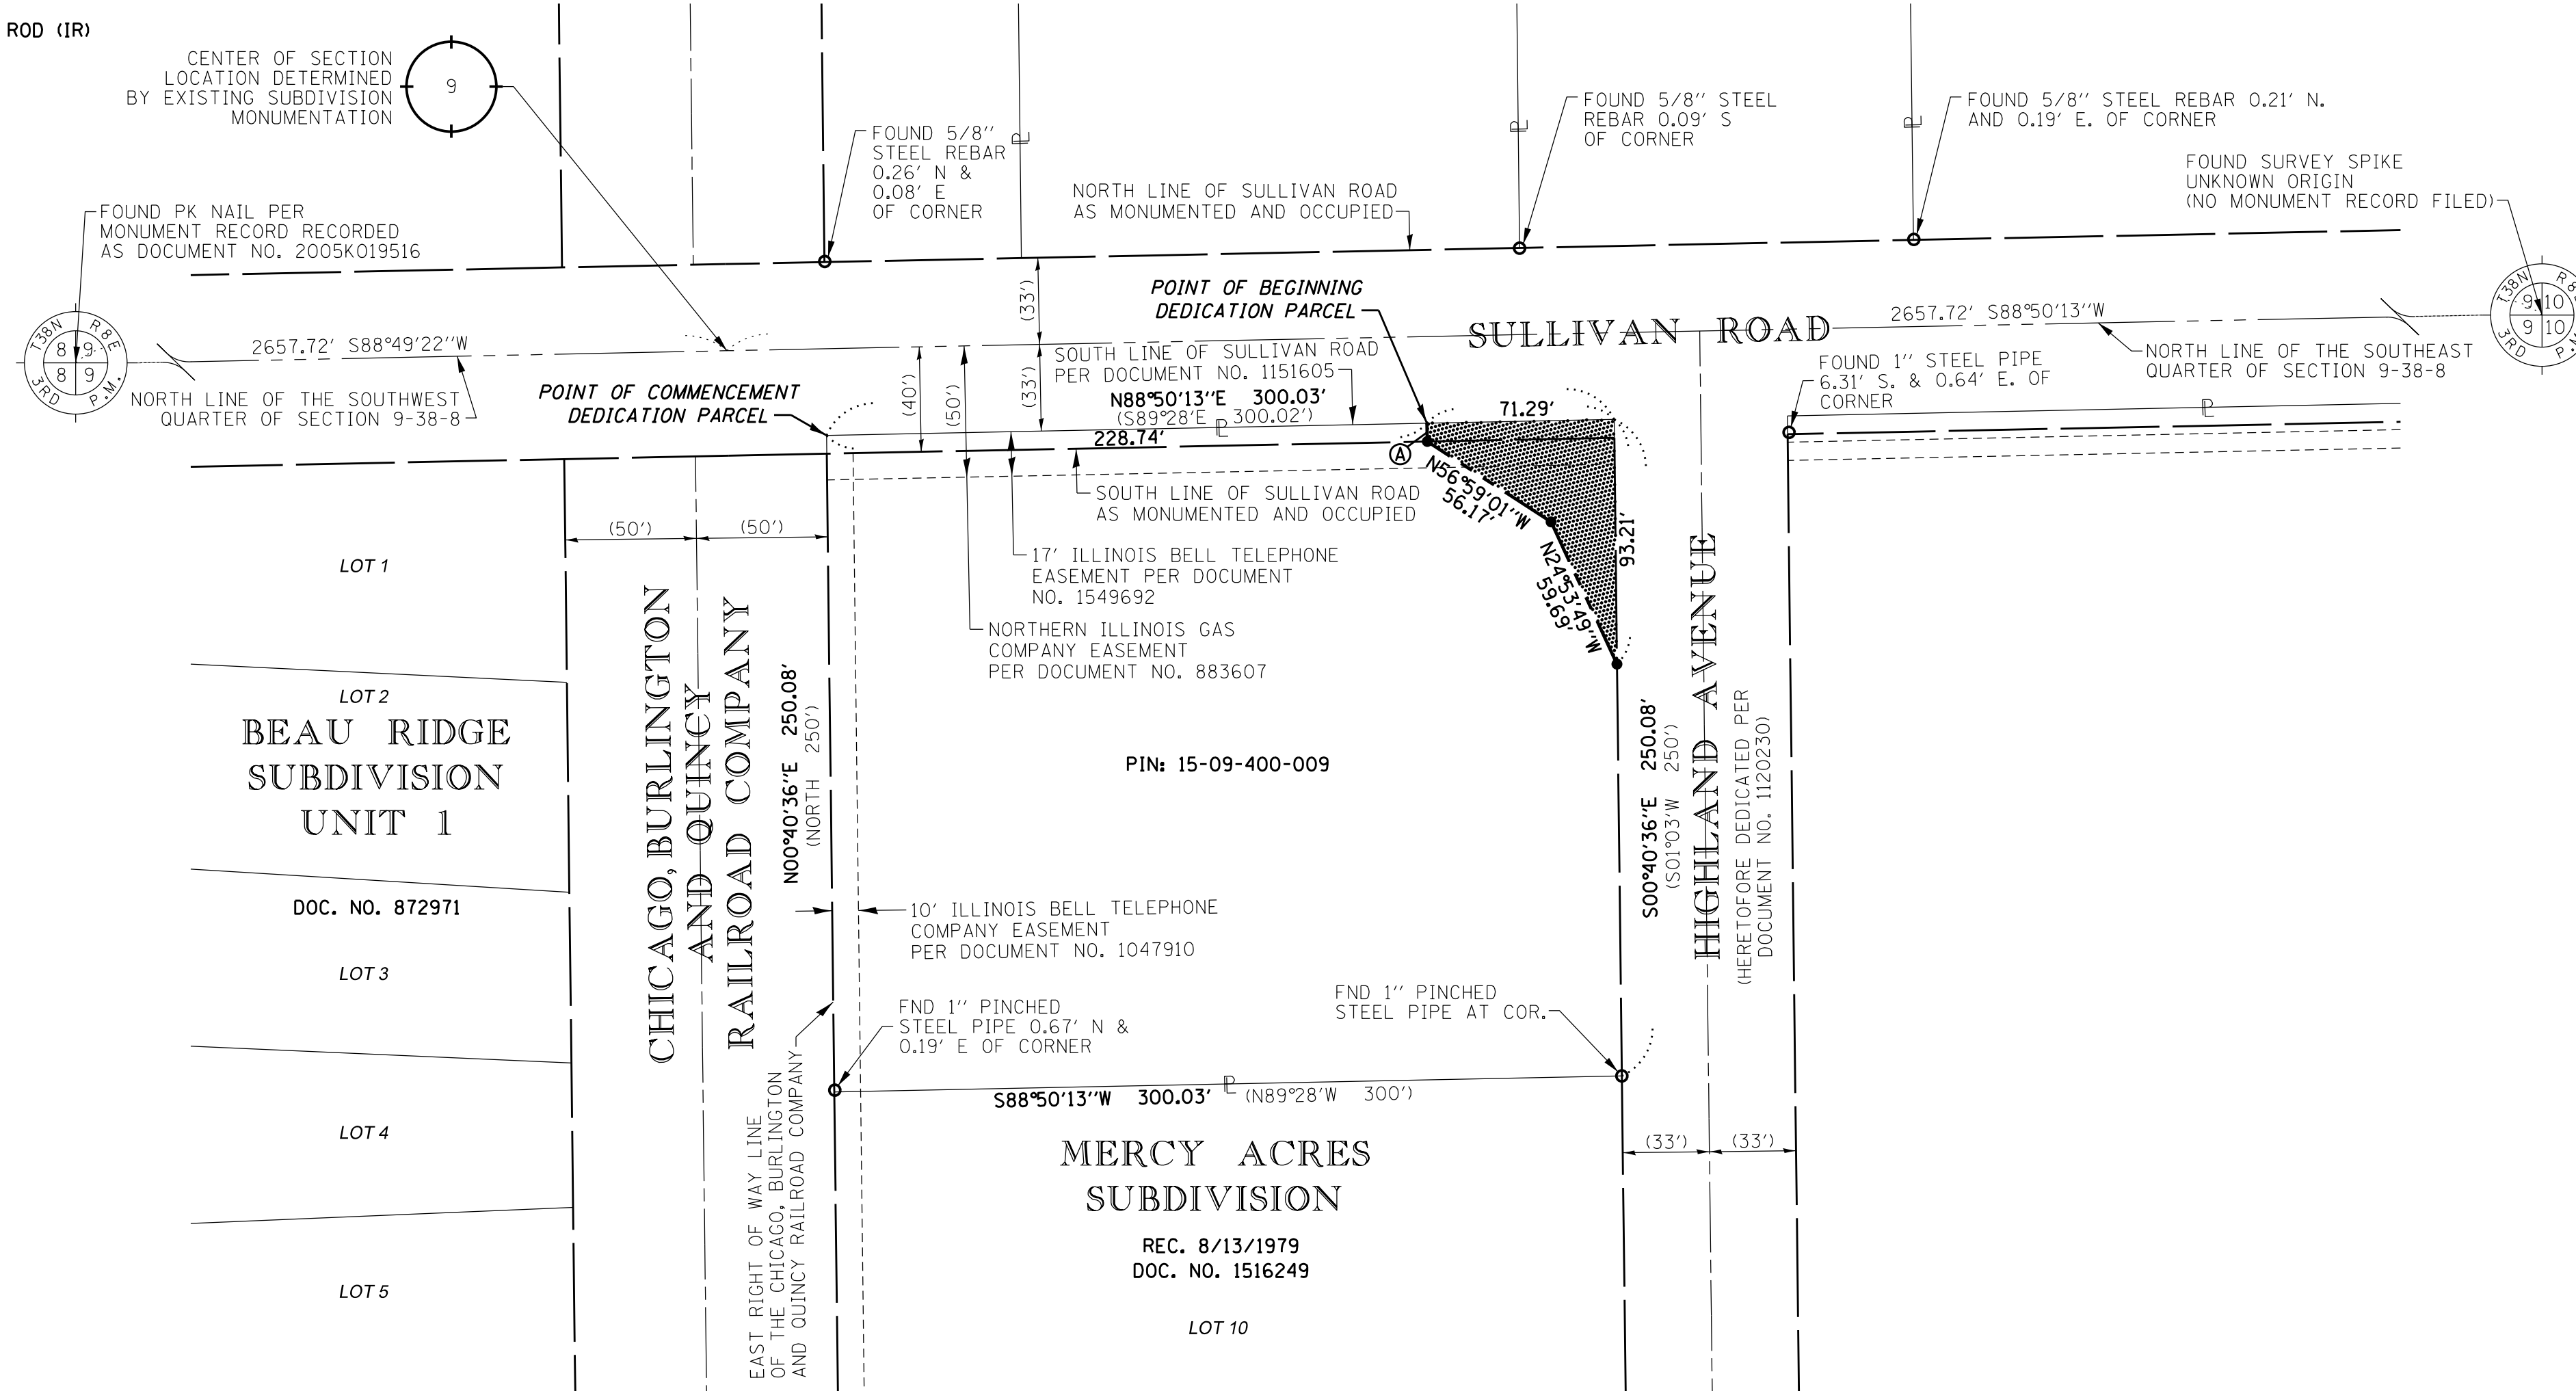 ROD (IR)
CENTER OF SECTION
LOCATION DETERMINED
BY EXISTING SUBDIVISION
MONUMENTATION
9
FOUND 5/8'' 
STEEL REBAR
0.26' N &
0.08' E
OF CORNER
FOUND 5/8'' STEEL
REBAR 0.09' S
OF CORNER
FOUND 5/8'' STEEL REBAR 0.21' N.
AND 0.19' E. OF CORNER
FOUND SURVEY SPIKE
UNKNOWN ORIGIN
(NO MONUMENT RECORD FILED)
FOUND PK NAIL PER
MONUMENT RECORD RECORDED
AS DOCUMENT NO. 2005K019516
NORTH LINE OF SULLIVAN ROAD
AS MONUMENTED AND OCCUPIED
T38N R8E
8 9
8 9
3RD P.M.
2657.72' S88°49'22''W
NORTH LINE OF THE SOUTHWEST
QUARTER OF SECTION 9-38-8
POINT OF BEGINNING
DEDICATION PARCEL
(33')
SULLIVAN ROAD
2657.72' S88°50'13''W
T38N R8
9 10
9 10
3RD P.M
NORTH LINE OF THE SOUTHEAST
QUARTER OF SECTION 9-38-8
FOUND 1'' STEEL PIPE
6.31' S. & 0.64' E. OF
CORNER
POINT OF COMMENCEMENT
DEDICATION PARCEL
(40')
(50')
(33')
SOUTH LINE OF SULLIVAN ROAD
PER DOCUMENT NO. 1151605
N88°50'13''E 300.03'
(S89°28'E 300.02')
228.74'
71.29'
A
N56°59'01''W
56.17'
N24°53'49''W
59.69'
93.21'
SOUTH LINE OF SULLIVAN ROAD
AS MONUMENTED AND OCCUPIED
17' ILLINOIS BELL TELEPHONE
EASEMENT PER DOCUMENT
NO. 1549692
NORTHERN ILLINOIS GAS
COMPANY EASEMENT
PER DOCUMENT NO. 883607
(50')
(50')
LOT 1
LOT 2
BEAU RIDGE
SUBDIVISION
UNIT 1
DOC. NO. 872971
LOT 3
LOT 4
LOT 5
CHICAGO, BURLINGTON
AND QUINCY
RAILROAD COMPANY
N00°40'36''E 250.08'
(NORTH 250')
PIN: 15-09-400-009
S00°40'36''E 250.08'
(S01°03'W 250')
HIGHLAND AVENUE
(HERETOFORE DEDICATED PER
DOCUMENT NO. 1120230)
10' ILLINOIS BELL TELEPHONE
COMPANY EASEMENT
PER DOCUMENT NO. 1047910
FND 1'' PINCHED
STEEL PIPE 0.67' N &
0.19' E OF CORNER
FND 1'' PINCHED
STEEL PIPE AT COR.
EAST RIGHT OF WAY LINE
OF THE CHICAGO, BURLINGTON
AND QUINCY RAILROAD COMPANY
S88°50'13''W 300.03'
(N89°28'W 300')
(33')
(33')
MERCY ACRES
SUBDIVISION
REC. 8/13/1979
DOC. NO. 1516249
LOT 10